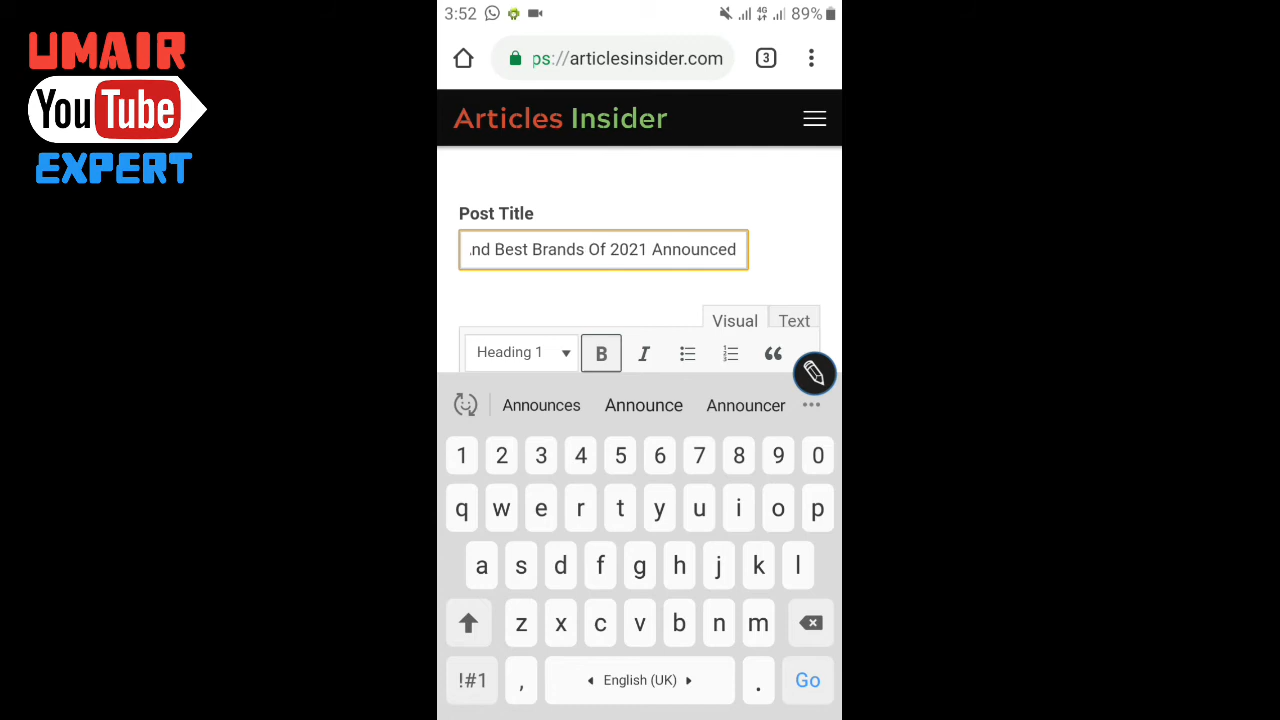 UMAIR
YouTube
EXPERT
3:52
4G
89%
ps://articlesinsider.com
3
Articles Insider
Post Title
nd Best Brands Of 2021 Announced
Visual Text
Heading 1 B I
Announces Announce Announcer
1 2 3 4 5 6 7 8 9 0
q w e r t y u i o p
a s d f g h j k l
z x c v b n m
!#1 , English (UK) . Go